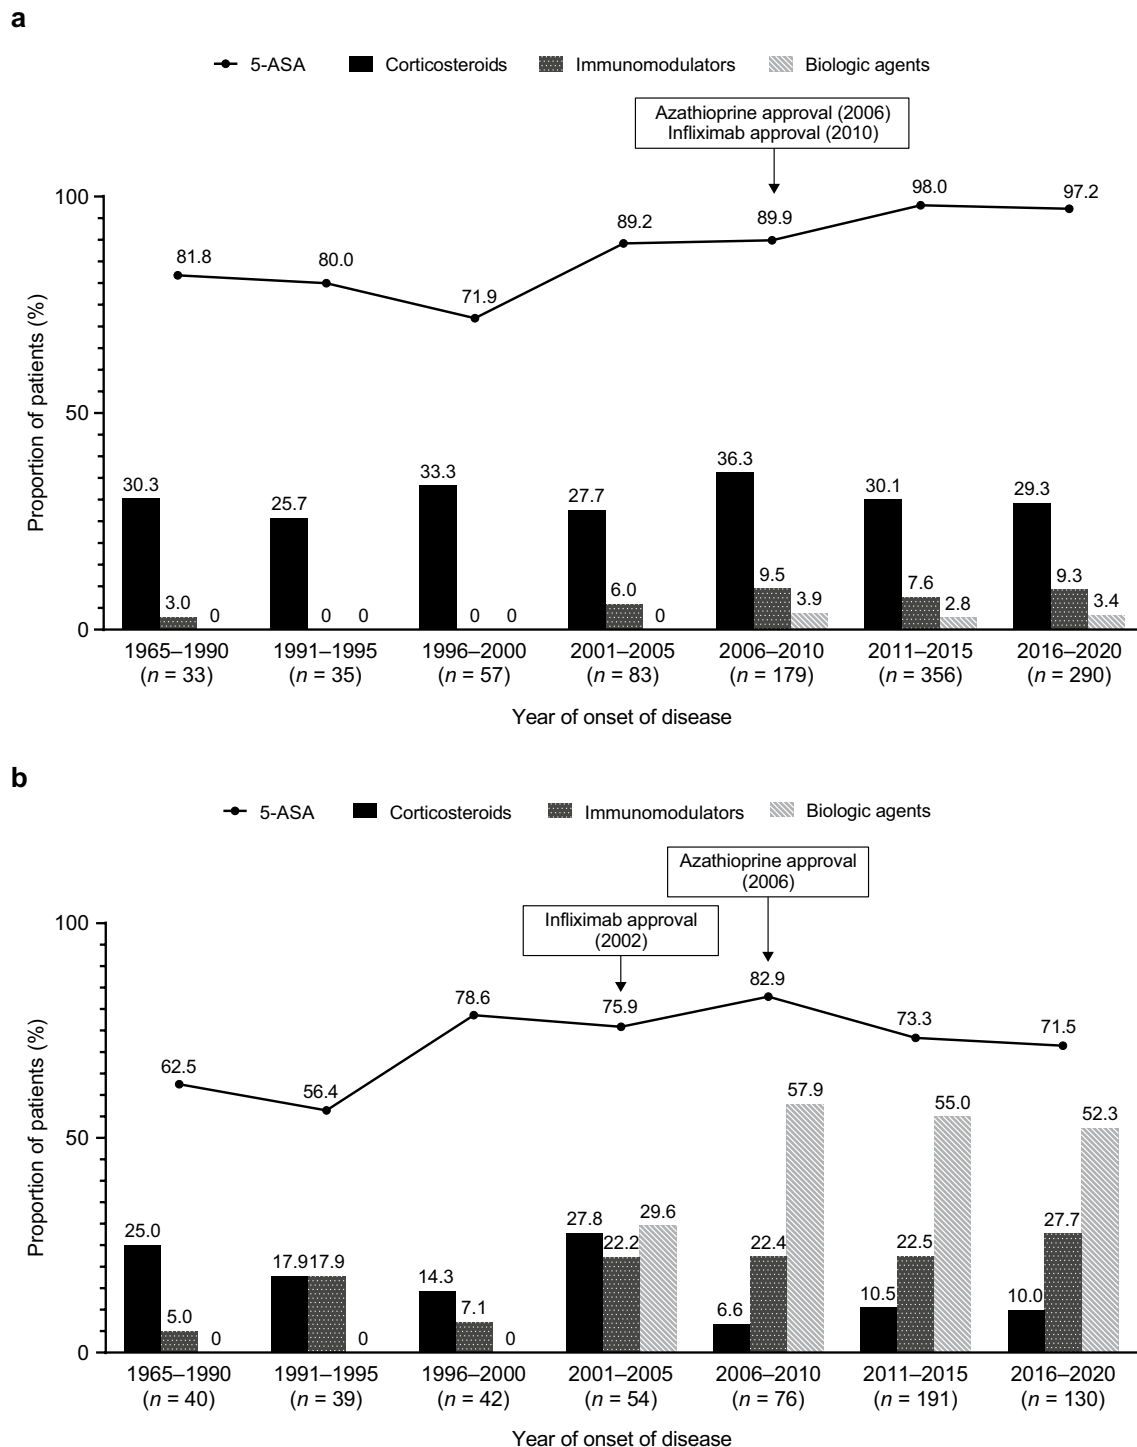 a
5-ASA Corticosteroids Immunomodulators Biologic agents
Azathioprine approval (2006)
Infliximab approval (2010)
Proportion of patients (%)
100
50
0
81.8 80.0 71.9 89.2 89.9 98.0 97.2
30.3 3.0 0
25.7 0 0
33.3 0 0
27.7 6.0 0
36.3 9.5 3.9
30.1 7.6 2.8
29.3 9.3 3.4
1965–1990 1991–1995 1996–2000 2001–2005 2006–2010 2011–2015 2016–2020
(n = 33) (n = 35) (n = 57) (n = 83) (n = 179) (n = 356) (n = 290)
Year of onset of disease
b
5-ASA Corticosteroids Immunomodulators Biologic agents
Azathioprine approval
(2006)
Infliximab approval
(2002)
Proportion of patients (%)
100
50
0
62.5 56.4 78.6 75.9 82.9 73.3 71.5
25.0 5.0 0
17.9 17.9 0
14.3 7.1 0
27.8 22.2 29.6
6.6 22.4 57.9
10.5 22.5 55.0
10.0 27.7 52.3
1965–1990 1991–1995 1996–2000 2001–2005 2006–2010 2011–2015 2016–2020
(n = 40) (n = 39) (n = 42) (n = 54) (n = 76) (n = 191) (n = 130)
Year of onset of disease